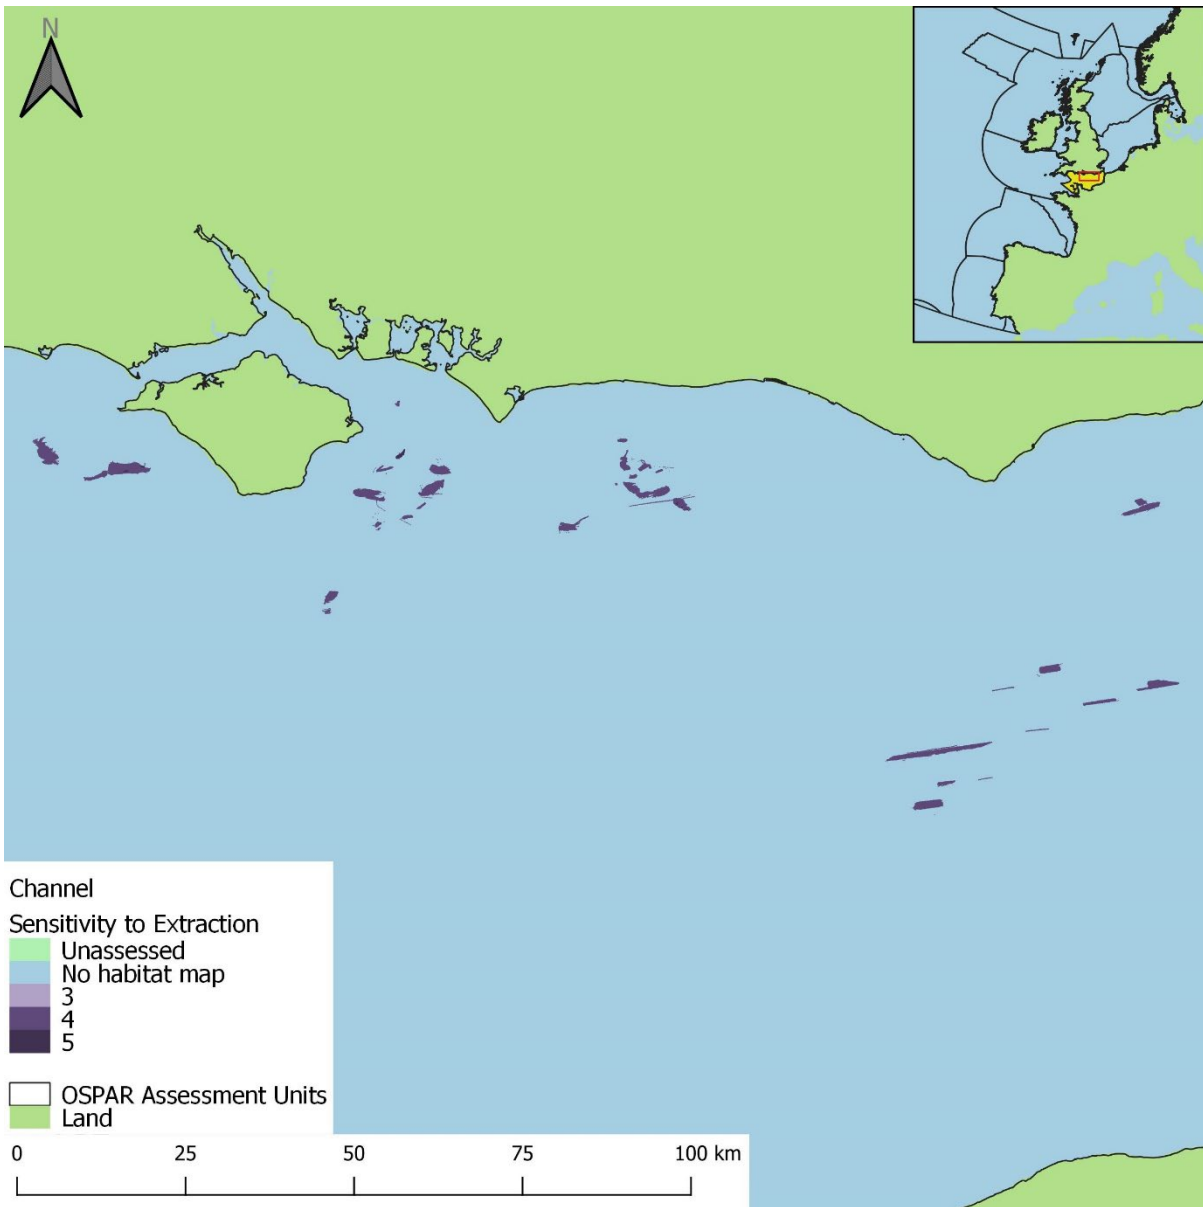 N
Channel
Sensitivity to Extraction
Unassessed
No habitat map
3
4
5
OSPAR Assessment Units
Land
0 25 50 75 100 km